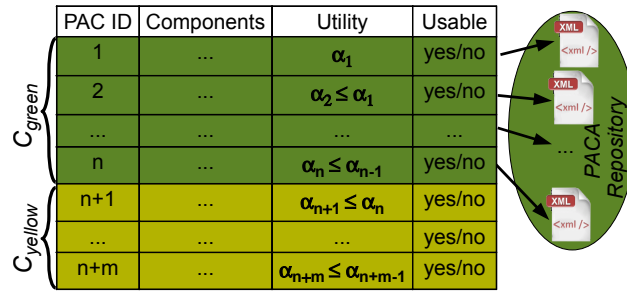 PAC ID Components Utility Usable
1 ... α₁ yes/no
2 ... α₂ ≤ α₁ yes/no
... ... ... ...
n ... αₙ ≤ αₙ₋₁ yes/no
n+1 ... αₙ₊₁ ≤ αₙ yes/no
... ... ... yes/no
n+m ... αₙ₊ₘ ≤ αₙ₊ₘ₋₁ yes/no
C_green
C_yellow
XML
<xml />
XML
<xml />
...
XML
<xml />
PACA
Repository